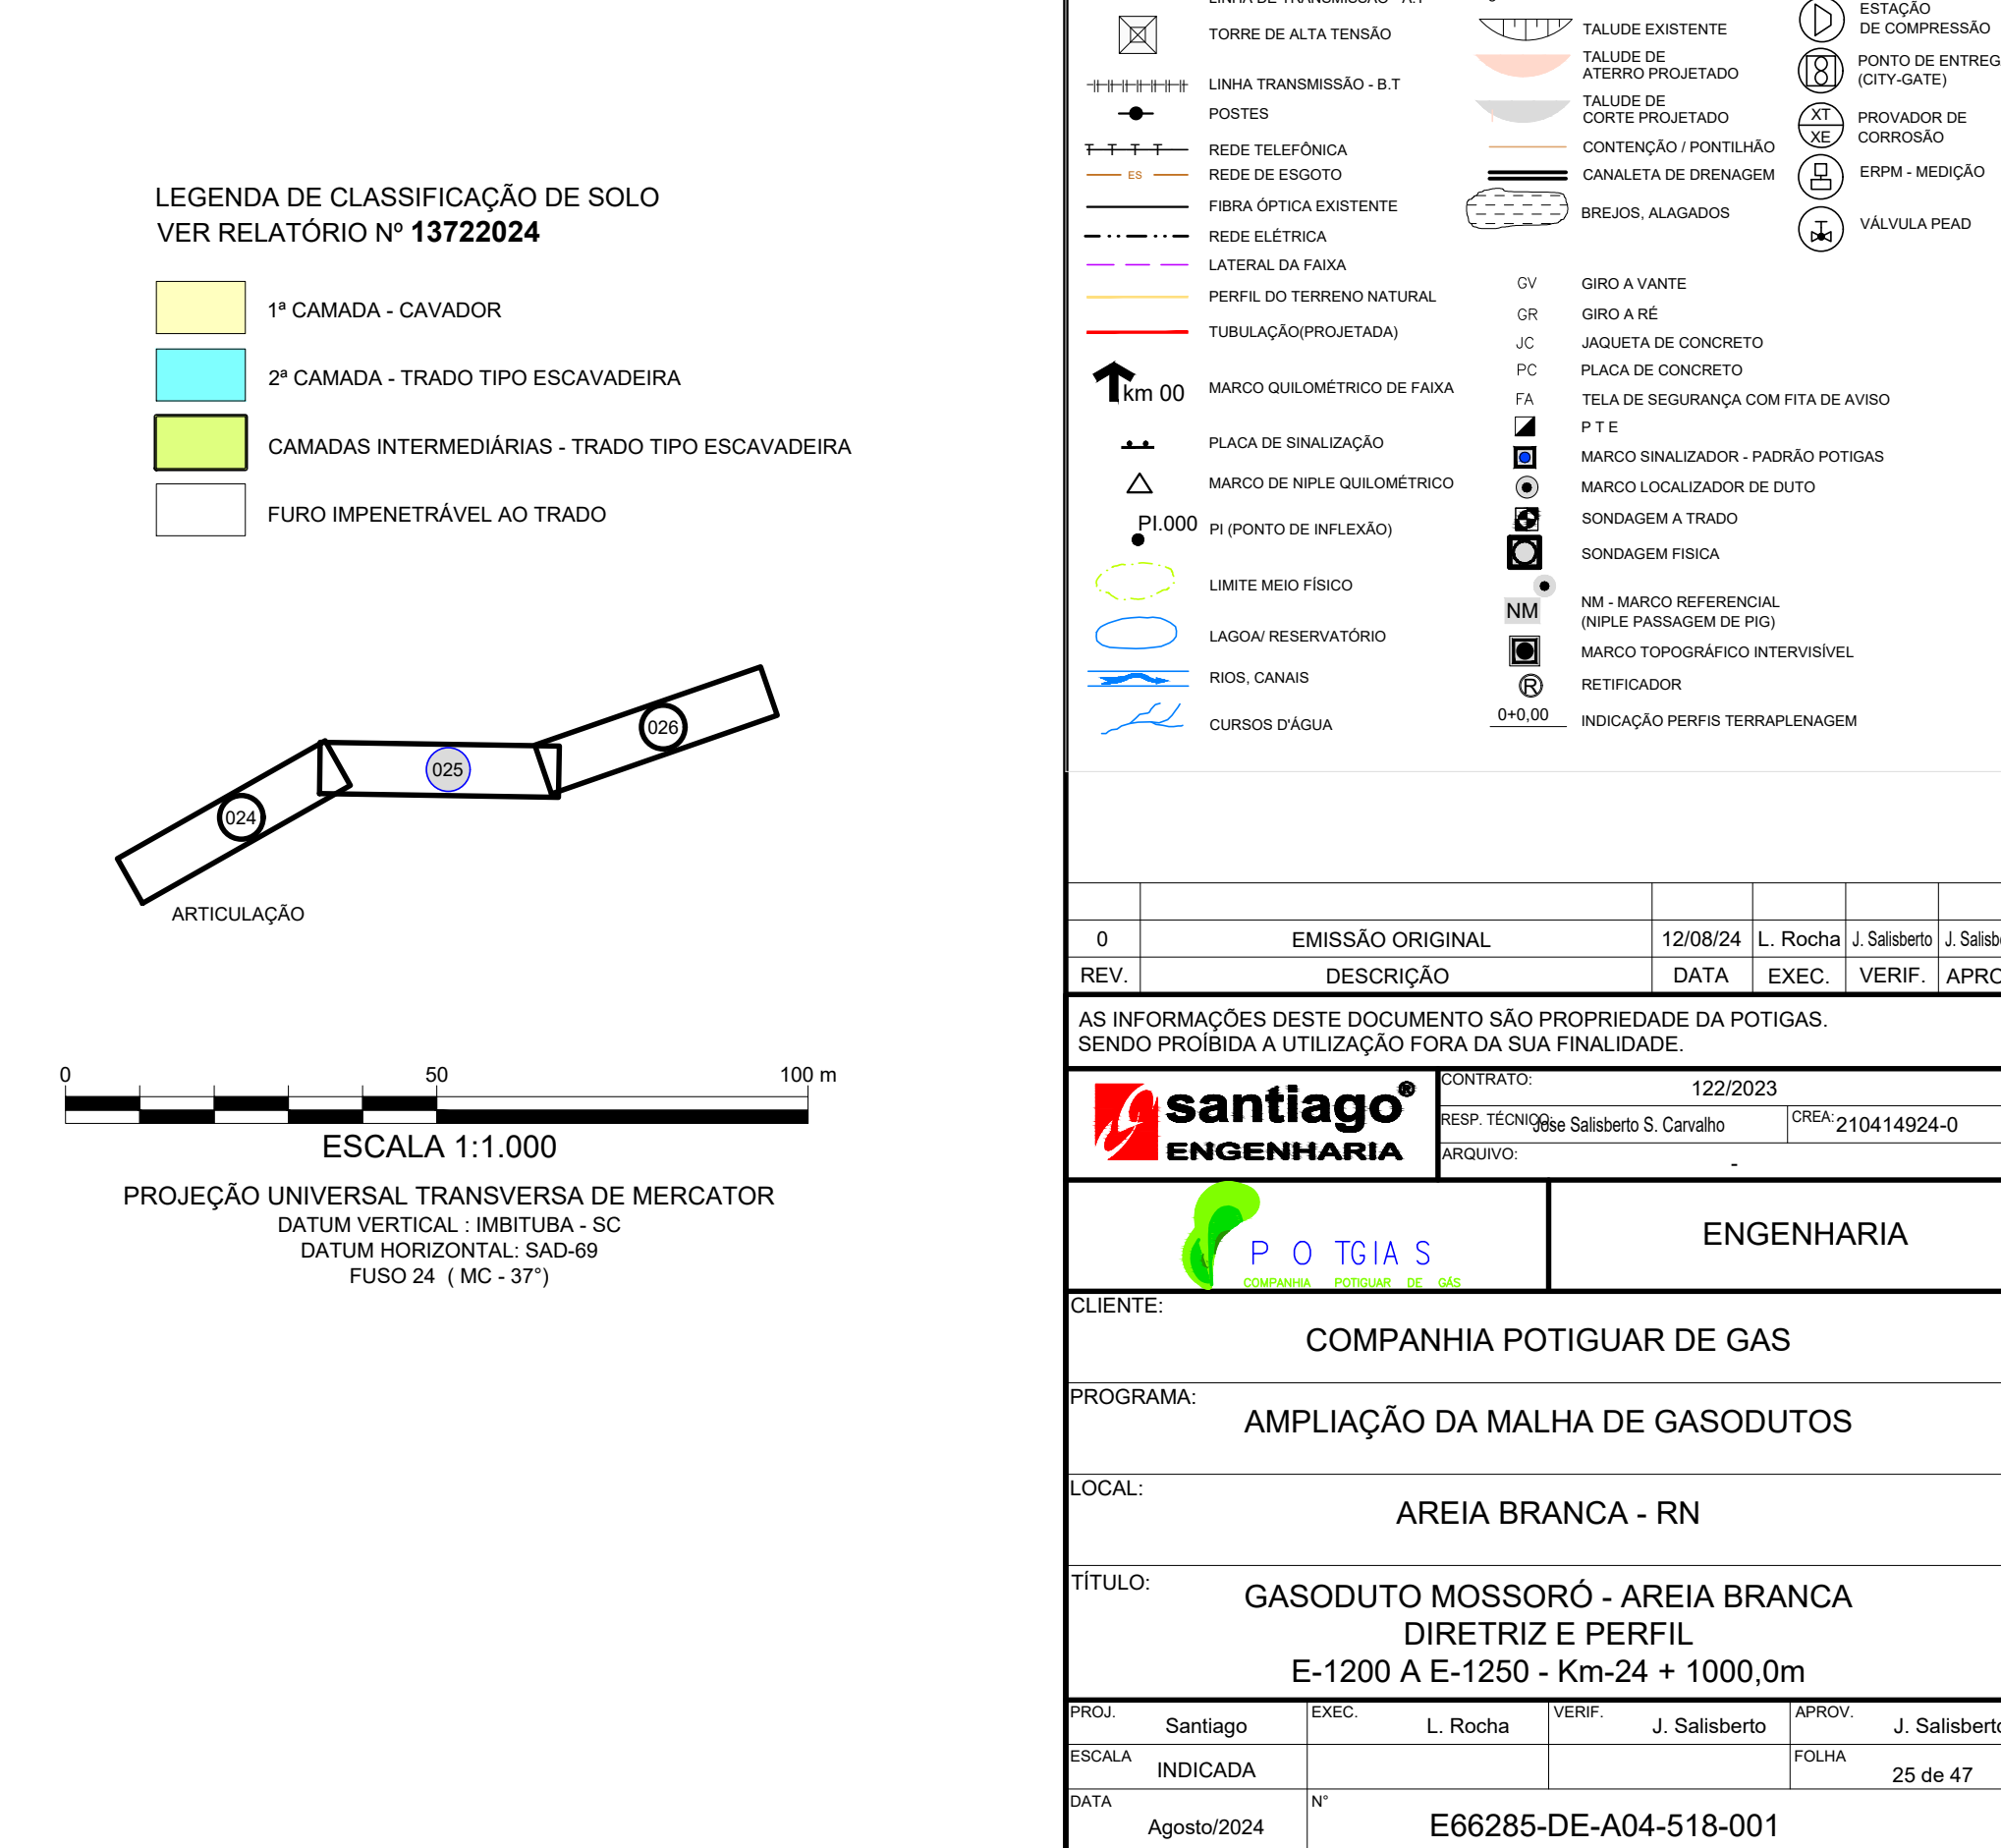 LEGENDA DE CLASSIFICAÇÃO DE SOLO
VER RELATÓRIO Nº 13722024
1ª CAMADA - CAVADOR
2ª CAMADA - TRADO TIPO ESCAVADEIRA
CAMADAS INTERMEDIÁRIAS - TRADO TIPO ESCAVADEIRA
FURO IMPENETRÁVEL AO TRADO
026
025
024
ARTICULAÇÃO
0 50 100 m
ESCALA 1:1.000
PROJEÇÃO UNIVERSAL TRANSVERSA DE MERCATOR
DATUM VERTICAL : IMBITUBA - SC
DATUM HORIZONTAL: SAD-69
FUSO 24 ( MC - 37°)
TORRE DE ALTA TENSÃO
LINHA TRANSMISSÃO - B.T
POSTES
T T T T REDE TELEFÔNICA
ES REDE DE ESGOTO
FIBRA ÓPTICA EXISTENTE
REDE ELÉTRICA
LATERAL DA FAIXA
PERFIL DO TERRENO NATURAL
TUBULAÇÃO(PROJETADA)
km 00 MARCO QUILOMÉTRICO DE FAIXA
PLACA DE SINALIZAÇÃO
MARCO DE NIPLE QUILOMÉTRICO
PI.000 PI (PONTO DE INFLEXÃO)
LIMITE MEIO FÍSICO
LAGOA/ RESERVATÓRIO
RIOS, CANAIS
CURSOS D'ÁGUA
TALUDE EXISTENTE
TALUDE DE
ATERRO PROJETADO
TALUDE DE
CORTE PROJETADO
CONTENÇÃO / PONTILHÃO
CANALETA DE DRENAGEM
BREJOS, ALAGADOS
GV GIRO A VANTE
GR GIRO A RÉ
JC JAQUETA DE CONCRETO
PC PLACA DE CONCRETO
FA TELA DE SEGURANÇA COM FITA DE AVISO
P T E
MARCO SINALIZADOR - PADRÃO POTIGAS
MARCO LOCALIZADOR DE DUTO
SONDAGEM A TRADO
SONDAGEM FISICA
NM NM - MARCO REFERENCIAL
(NIPLE PASSAGEM DE PIG)
MARCO TOPOGRÁFICO INTERVISÍVEL
R RETIFICADOR
0+0,00 INDICAÇÃO PERFIS TERRAPLENAGEM
ESTAÇÃO
DE COMPRESSÃO
PONTO DE ENTREG
(CITY-GATE)
XT
XE
PROVADOR DE
CORROSÃO
ERPM - MEDIÇÃO
VÁLVULA PEAD
0 EMISSÃO ORIGINAL 12/08/24 L. Rocha J. Salisberto J. Salisb
REV. DESCRIÇÃO DATA EXEC. VERIF. APRO
AS INFORMAÇÕES DESTE DOCUMENTO SÃO PROPRIEDADE DA POTIGAS.
SENDO PROÍBIDA A UTILIZAÇÃO FORA DA SUA FINALIDADE.
santiago®
ENGENHARIA
CONTRATO: 122/2023
RESP. TÉCNICO: Jose Salisberto S. Carvalho CREA: 210414924-0
ARQUIVO: -
P O TGIA S
COMPANHIA POTIGUAR DE GÁS
ENGENHARIA
CLIENTE:
COMPANHIA POTIGUAR DE GAS
PROGRAMA:
AMPLIAÇÃO DA MALHA DE GASODUTOS
LOCAL:
AREIA BRANCA - RN
TÍTULO:
GASODUTO MOSSORÓ - AREIA BRANCA
DIRETRIZ E PERFIL
E-1200 A E-1250 - Km-24 + 1000,0m
PROJ. Santiago EXEC. L. Rocha VERIF. J. Salisberto APROV. J. Salisberto
ESCALA INDICADA FOLHA 25 de 47
DATA Agosto/2024 N° E66285-DE-A04-518-001